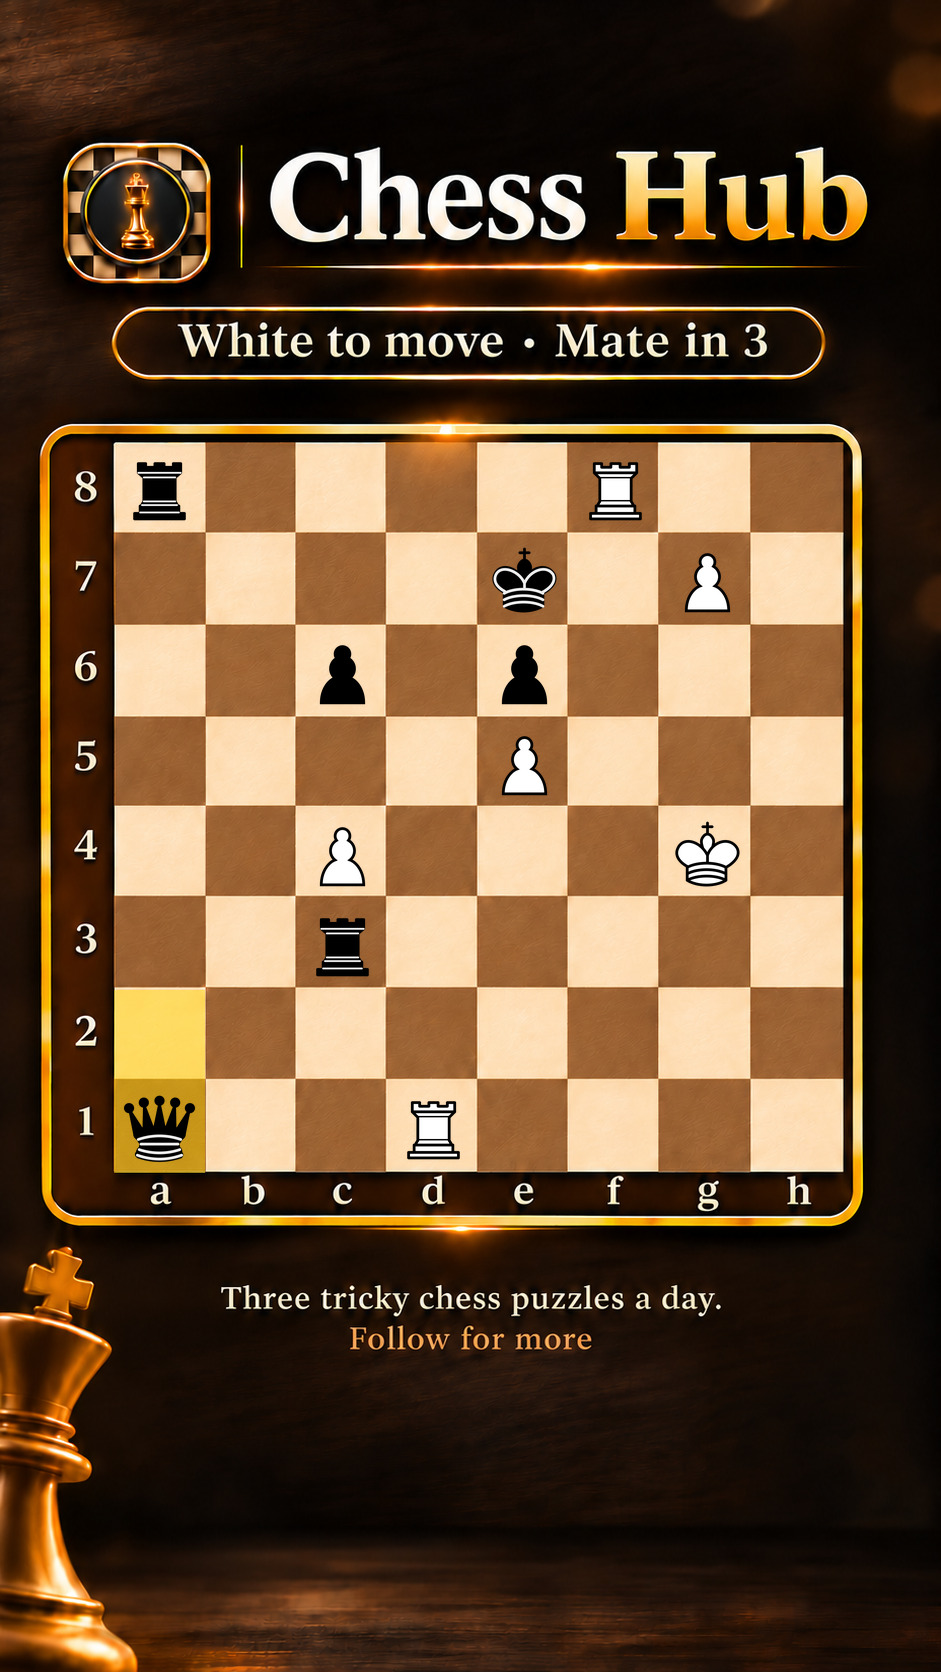 Chess Hub
White to move • Mate in 3
8
7
6
5
4
3
2
1
a b c d e f g h
Three tricky chess puzzles a day.
Follow for more